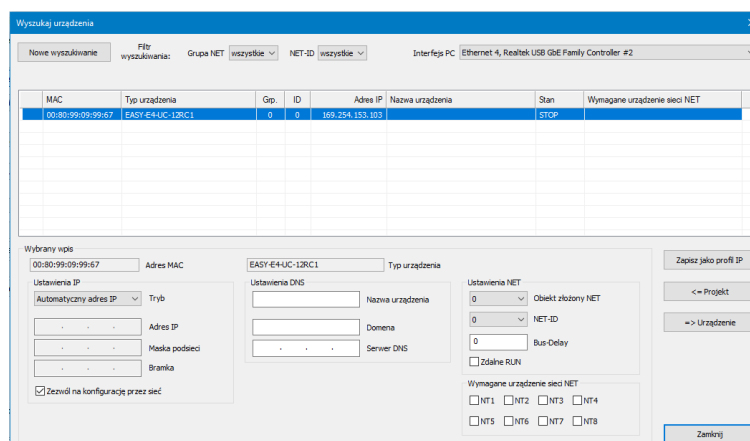 Wyszukaj urządzenia
Nowe wyszukiwanie
Filtr wyszukiwania:
Grupa NET wszystkie
NET-ID wszystkie
Interfejs PC Ethernet 4, Realtek USB GbE Family Controller #2
MAC Typ urządzenia Grp. ID Adres IP Nazwa urządzenia Stan Wymagane urządzenie sieci NET
00:80:99:09:99:67 EASY-E4-UC-12RC1 0 0 169.254.153.103 STOP
Wybrany wpis
00:80:99:09:99:67 Adres MAC EASY-E4-UC-12RC1 Typ urządzenia
Ustawienia IP
Automatyczny adres IP Tryb
. . . Adres IP
. . . Maska podsieci
. . . Bramka
Zezwól na konfigurację przez sieć
Ustawienia DNS
Nazwa urządzenia
Domena
. . . Serwer DNS
Ustawienia NET
0 Obiekt złożony NET
0 NET-ID
0 Bus-Delay
Zdalne RUN
Wymagane urządzenie sieci NET
NT1 NT2 NT3 NT4
NT5 NT6 NT7 NT8
Zapisz jako profil IP
<= Projekt
=> Urządzenie
Zamknij